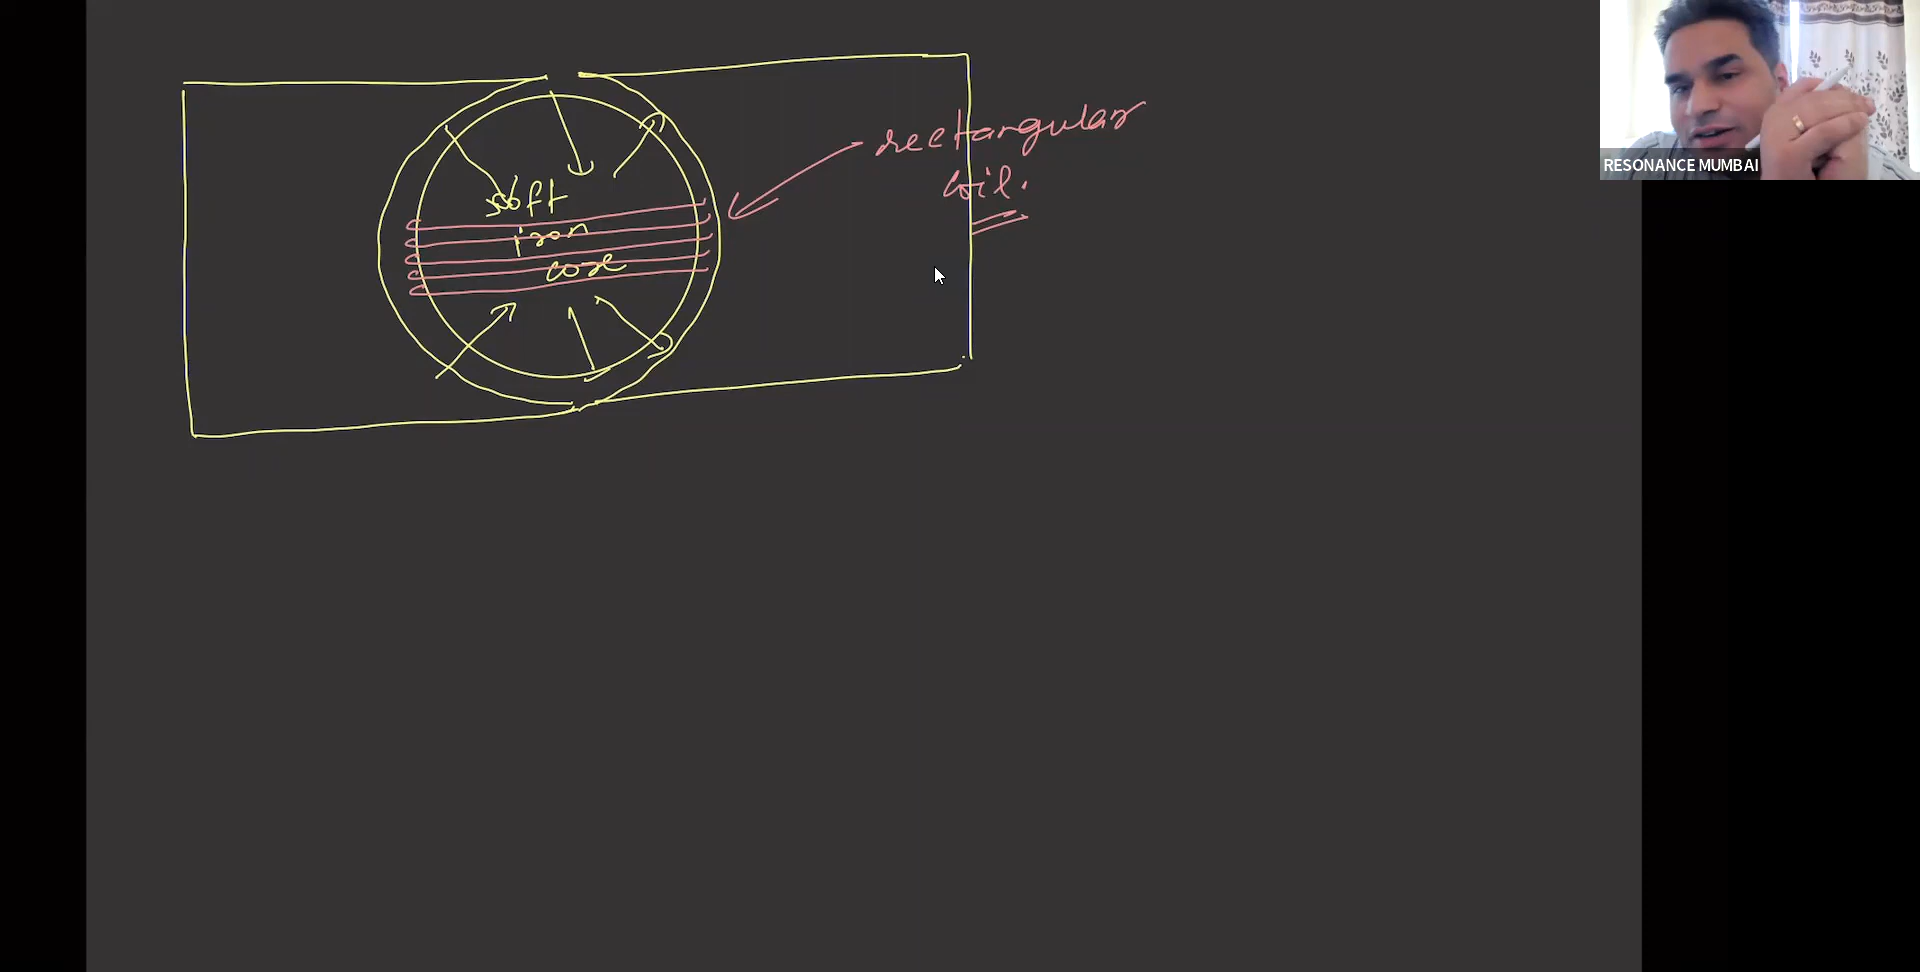 rectangular
coil.
soft
iron
core
RESONANCE MUMBAI